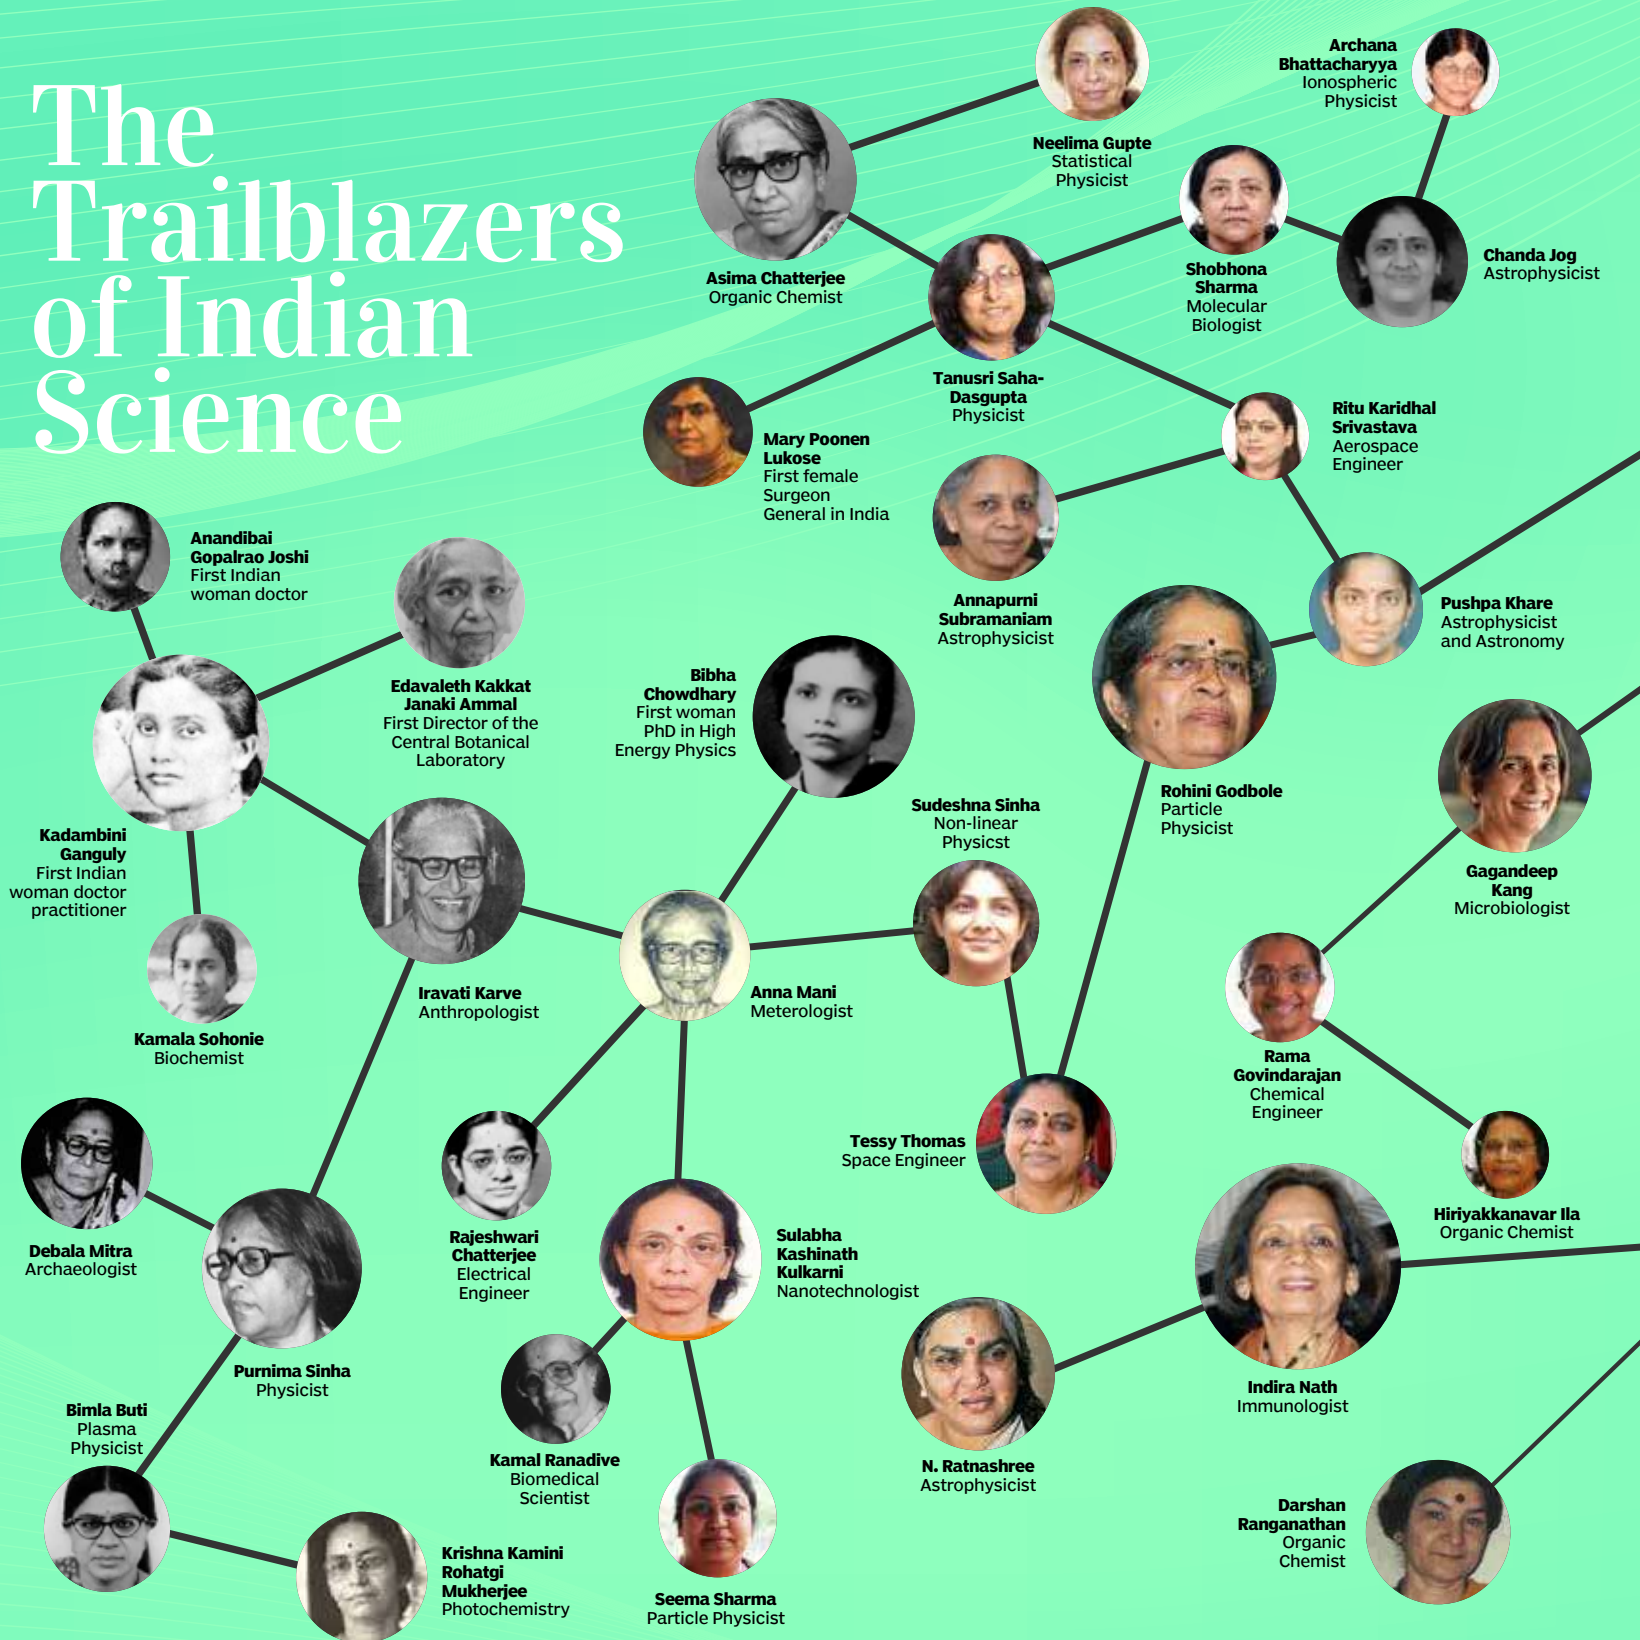 The
Trailblazers
of Indian
Science
Neelima Gupte
Statistical
Physicist
Archana
Bhattacharyya
Ionospheric
Physicist
Asima Chatterjee
Organic Chemist
Shobhona
Sharma
Molecular
Biologist
Chanda Jog
Astrophysicist
Tanusri Saha-
Dasgupta
Physicist
Mary Poonen
Lukose
First female
Surgeon
General in India
Ritu Karidhal
Srivastava
Aerospace
Engineer
Anandibai
Gopalrao Joshi
First Indian
woman doctor
Edavaleth Kakkat
Janaki Ammal
First Director of the
Central Botanical
Laboratory
Annapurni
Subramaniam
Astrophysicist
Pushpa Khare
Astrophysicist
and Astronomy
Bibha
Chowdhary
First woman
PhD in High
Energy Physics
Kadambini
Ganguly
First Indian
woman doctor
practitioner
Sudeshna Sinha
Non-linear
Physicst
Rohini Godbole
Particle
Physicist
Gagandeep
Kang
Microbiologist
Iravati Karve
Anthropologist
Anna Mani
Meterologist
Kamala Sohonie
Biochemist
Rama
Govindarajan
Chemical
Engineer
Tessy Thomas
Space Engineer
Hiriyakkanavar Ila
Organic Chemist
Debala Mitra
Archaeologist
Rajeshwari
Chatterjee
Electrical
Engineer
Sulabha
Kashinath
Kulkarni
Nanotechnologist
Purnima Sinha
Physicist
Indira Nath
Immunologist
Bimla Buti
Plasma
Physicist
Kamal Ranadive
Biomedical
Scientist
N. Ratnashree
Astrophysicist
Darshan
Ranganathan
Organic
Chemist
Krishna Kamini
Rohatgi
Mukherjee
Photochemistry
Seema Sharma
Particle Physicist